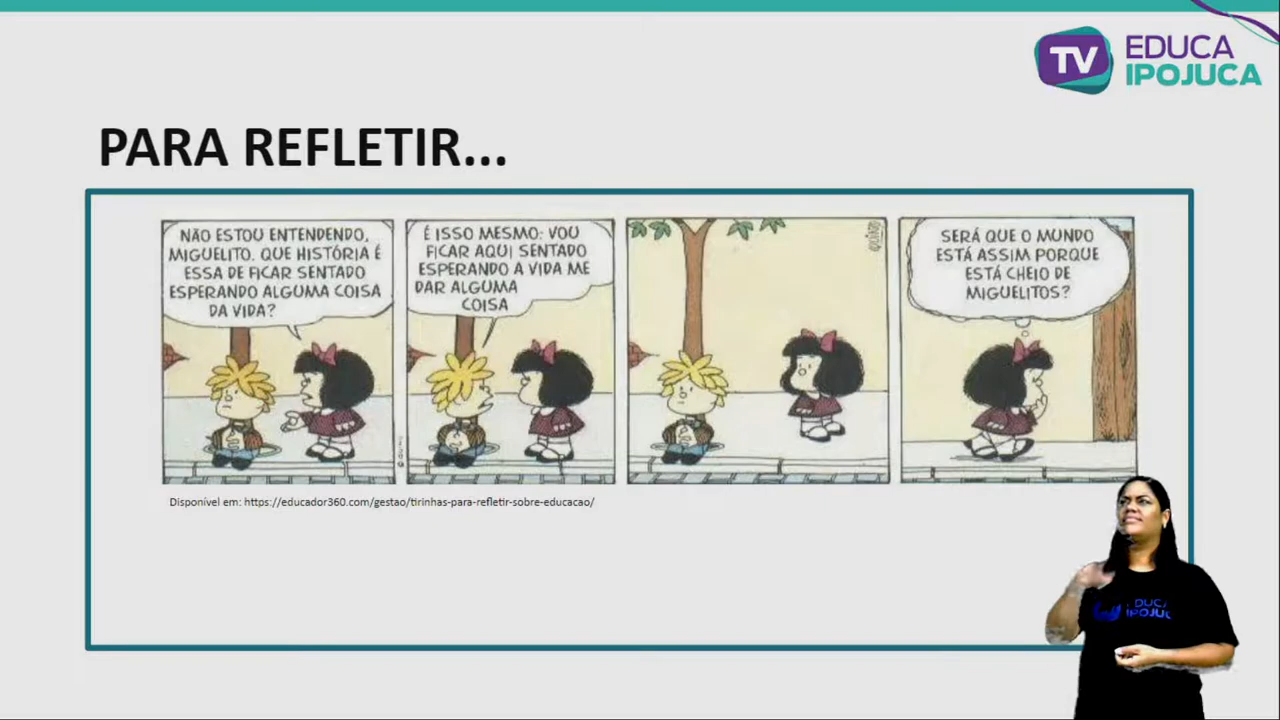 TV EDUCA
IPOJUCA
PARA REFLETIR...
NÃO ESTOU ENTENDENDO,
MIGUELITO. QUE HISTÓRIA É
ESSA DE FICAR SENTADO
ESPERANDO ALGUMA COISA
DA VIDA?
É ISSO MESMO: VOU
FICAR AQUI SENTADO
ESPERANDO A VIDA ME
DAR ALGUMA
COISA
SERÁ QUE O MUNDO
ESTÁ ASSIM PORQUE
ESTÁ CHEIO DE
MIGUELITOS?
Disponível em: https://educador360.com/gestao/tirinhas-para-refletir-sobre-educacao/